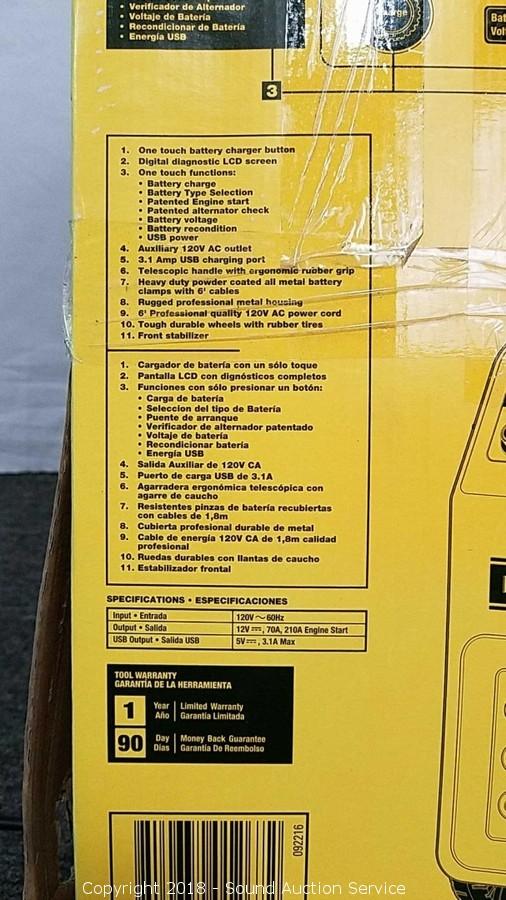 • Verificador de Alternador
• Voltaje de Batería
• Recondicionar de Batería
• Energía USB
3
1. One touch battery charger button
2. Digital diagnostic LCD screen
3. One touch functions:
• Battery charge
• Battery Type Selection
• Patented Engine start
• Patented alternator check
• Battery voltage
• Battery recondition
• USB power
4. Auxiliary 120V AC outlet
5. 3.1 Amp USB charging port
6. Telescopic handle with ergonomic rubber grip
7. Heavy duty powder coated all metal battery
clamps with 6' cables
8. Rugged professional metal housing
9. 6' Professional quality 120V AC power cord
10. Tough durable wheels with rubber tires
11. Front stabilizer
1. Cargador de batería con un sólo toque
2. Pantalla LCD con dignósticos completos
3. Funciones con sólo presionar un botón:
• Carga de batería
• Seleccion del tipo de Batería
• Puente de arranque
• Verificador de alternador patentado
• Voltaje de batería
• Recondicionar batería
• Energía USB
4. Salida Auxiliar de 120V CA
5. Puerto de carga USB de 3.1A
6. Agarradera ergonómica telescópica con
agarre de caucho
7. Resistentes pinzas de batería recubiertas
con cables de 1,8m
8. Cubierta profesional durable de metal
9. Cable de energía 120V CA de 1,8m calidad
profesional
10. Ruedas durables con llantas de caucho
11. Estabilizador frontal
SPECIFICATIONS • ESPECIFICACIONES
Input • Entrada 120V ~ 60Hz
Output • Salida 12V ⎓, 70A, 210A Engine Start
USB Output • Salida USB 5V ⎓, 3.1A Max
TOOL WARRANTY
GARANTÍA DE LA HERRAMIENTA
1 Year Limited Warranty
Año Garantía Limitada
90 Day Money Back Guarantee
Días Garantía De Reembolso
092216
Copyright 2018 - Sound Auction Service